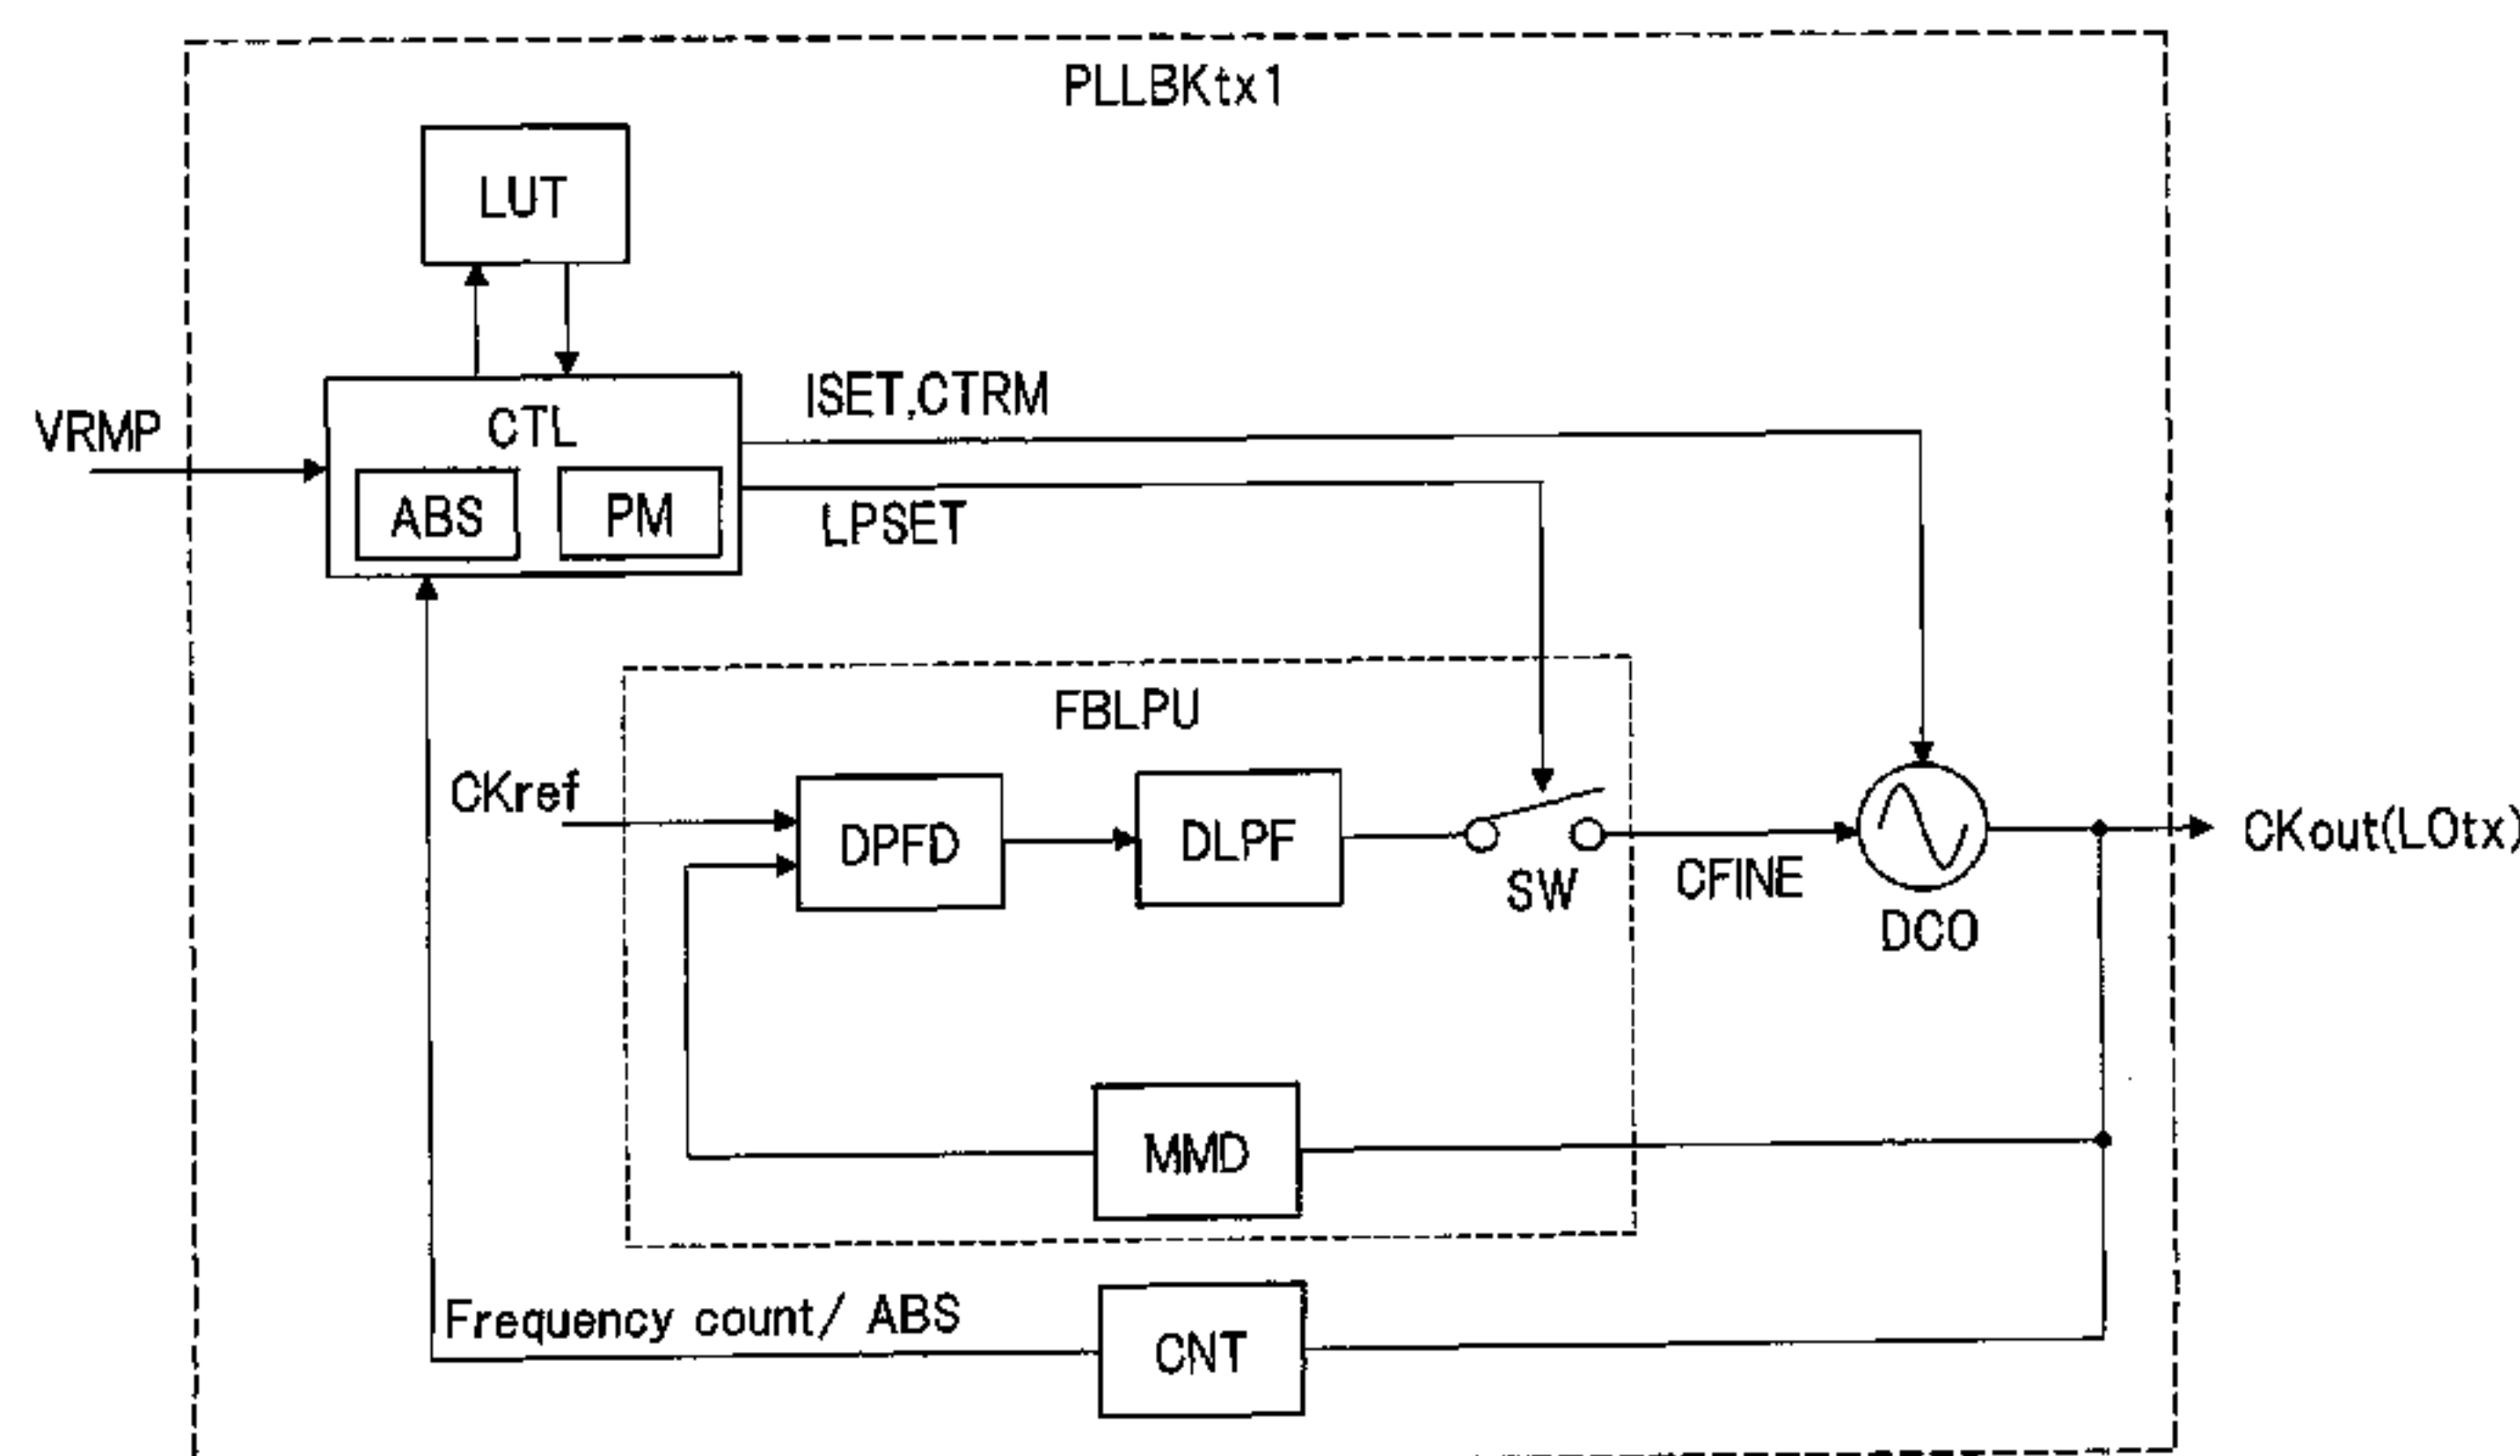 PLLBKtx1
LUT
VRMP
CTL
ABS
PM
ISET,CTRM
LPSET
FBLPU
CKref
DPFD
DLPF
SW
CFINE
DCO
CKout(LOtx)
MMD
Frequency count/ ABS
CNT